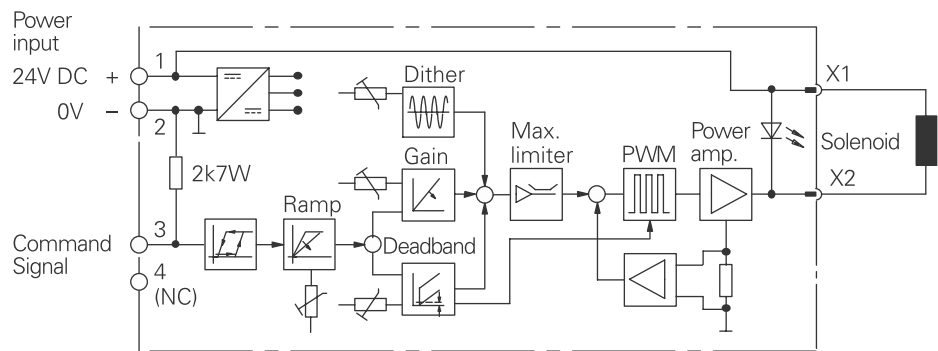 Power
input
24V DC +
1
0V −
2
2k7W
Command
Signal
3
4
(NC)
Ramp
Dither
Gain
Deadband
Max.
limiter
PWM
Power
amp.
X1
Solenoid
X2